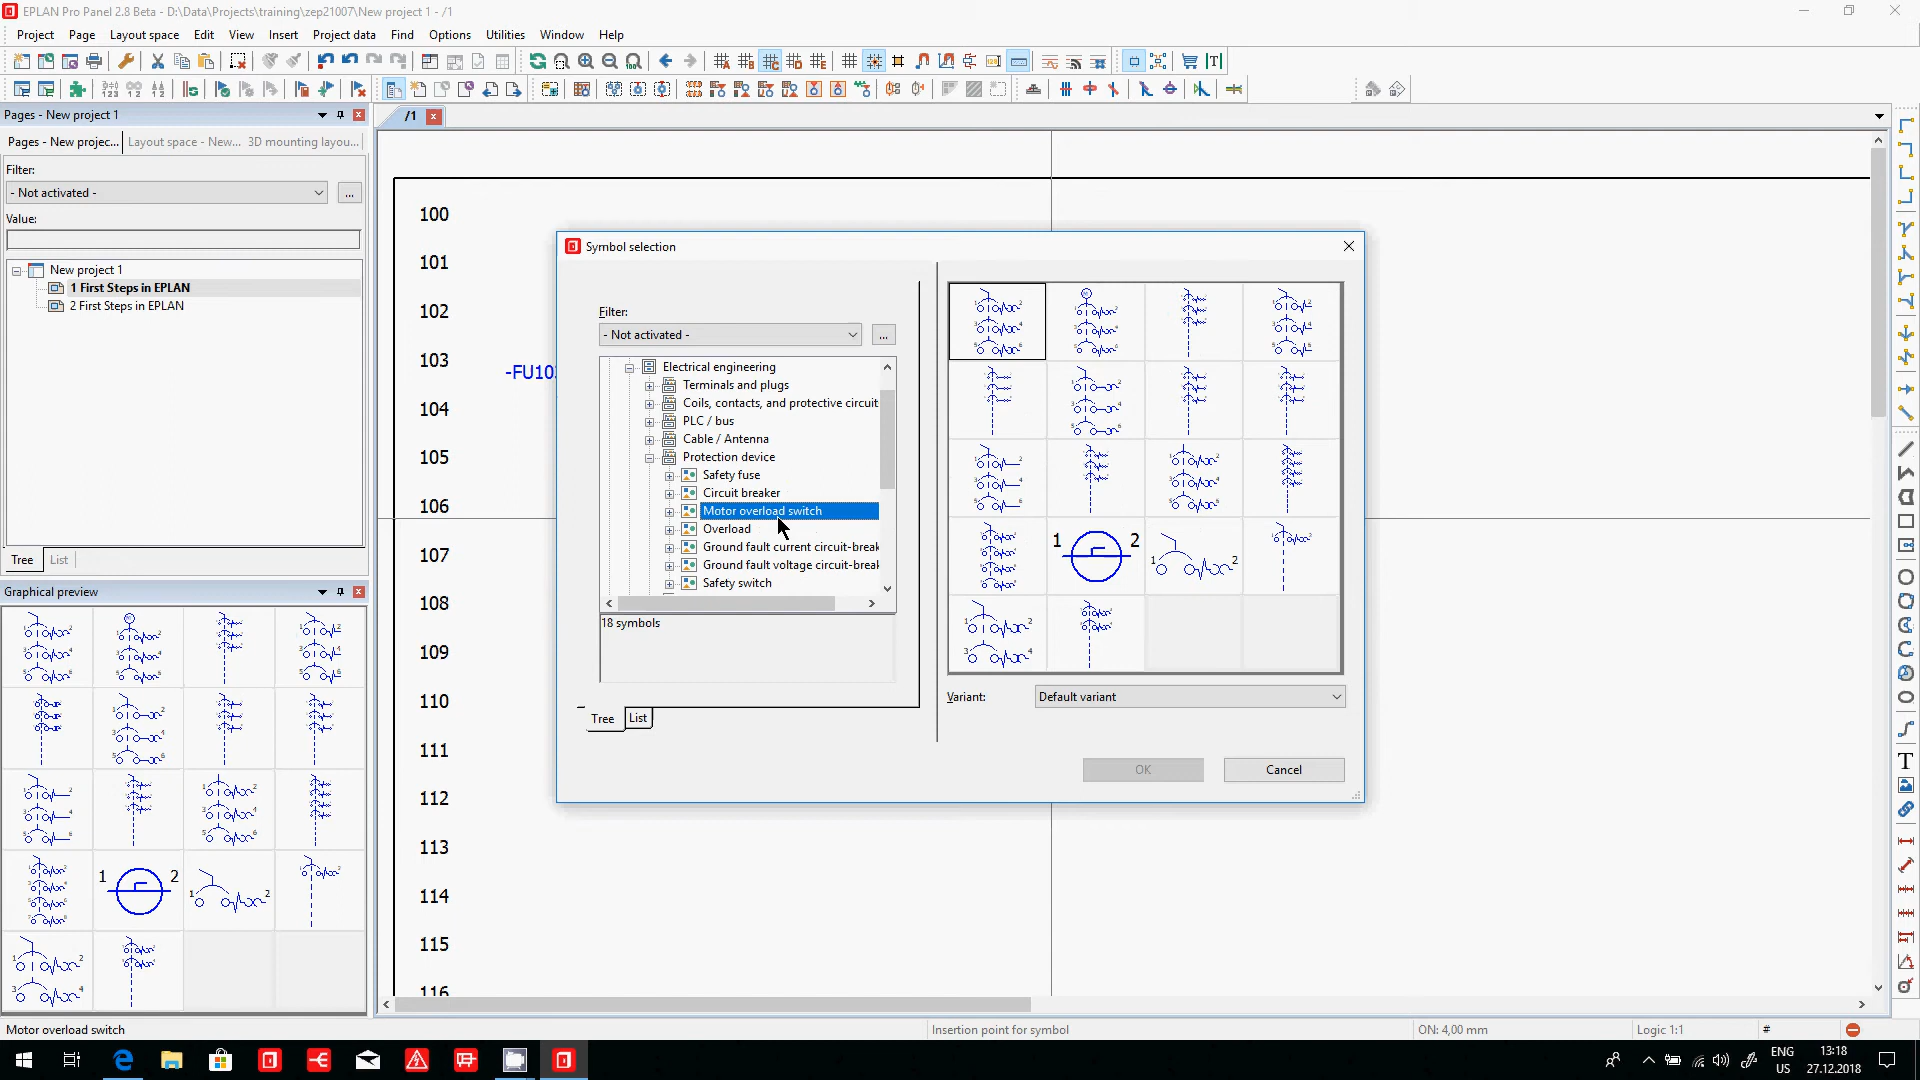 EPLAN Pro Panel 2.8 Beta - D:\Data\Projects\training\zep21007\New project 1 - /1
Project Page Layout space Edit View Insert Project data Find Options Utilities Window Help
Pages - New project 1
/1
Pages - New projec... Layout space - New... 3D mounting layou...
Filter:
- Not activated -
...
Value:
New project 1
1 First Steps in EPLAN
2 First Steps in EPLAN
Tree List
Graphical preview
1 2
100
101
102
103
-FU103
104
105
106
107
108
109
110
111
112
113
114
115
116
Symbol selection
Filter:
- Not activated -
...
Electrical engineering
Terminals and plugs
Coils, contacts, and protective circuit
PLC / bus
Cable / Antenna
Protection device
Safety fuse
Circuit breaker
Motor overload switch
Overload
Ground fault current circuit-break
Ground fault voltage circuit-break
Safety switch
18 symbols
Tree List
1 2
Variant:
Default variant
OK Cancel
Motor overload switch
Insertion point for symbol
ON: 4,00 mm
Logic 1:1
#
ENG
US
13:18
27.12.2018